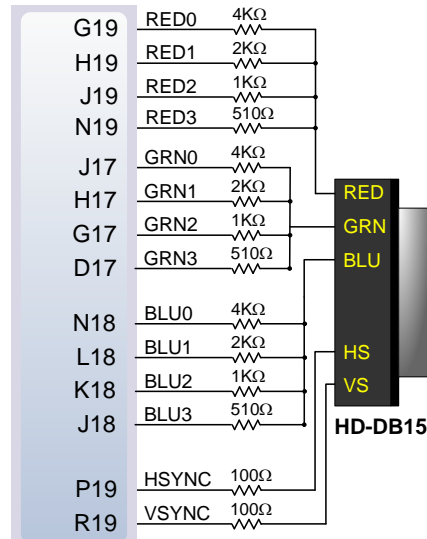 G19 RED0 4KΩ
H19 RED1 2KΩ
J19 RED2 1KΩ
N19 RED3 510Ω
J17 GRN0 4KΩ
H17 GRN1 2KΩ
G17 GRN2 1KΩ
D17 GRN3 510Ω
N18 BLU0 4KΩ
L18 BLU1 2KΩ
K18 BLU2 1KΩ
J18 BLU3 510Ω
P19 HSYNC 100Ω
R19 VSYNC 100Ω
RED
GRN
BLU
HS
VS
HD-DB15